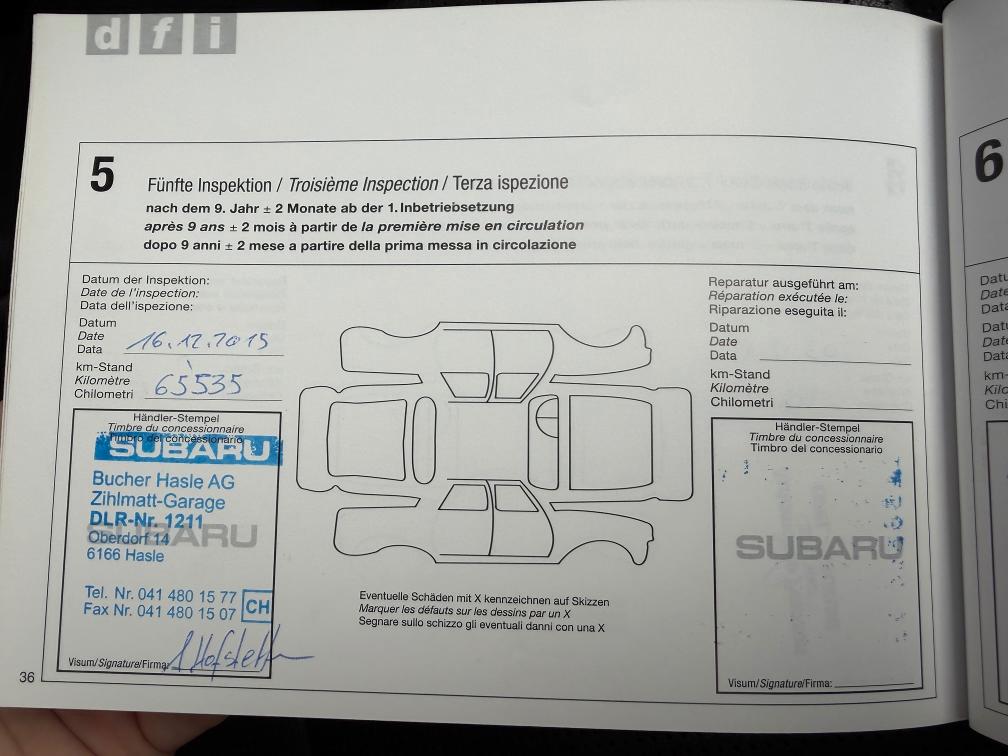 d f i
5
Fünfte Inspektion / Troisième Inspection / Terza ispezione
nach dem 9. Jahr ± 2 Monate ab der 1. Inbetriebsetzung
après 9 ans ± 2 mois à partir de la première mise en circulation
dopo 9 anni ± 2 mese a partire della prima messa in circolazione
Datum der Inspektion:
Date de l'inspection:
Data dell'ispezione:
Datum
Date
Data 16.12.2015
km-Stand
Kilomètre 65535
Chilometri
Händler-Stempel
Timbre du concessionnaire
Timbro del concessionario
SUBARU
Bucher Hasle AG
Zihlmatt-Garage
DLR-Nr. 1211
SUBARU
Oberdorf 14
6166 Hasle
Tel. Nr. 041 480 15 77
Fax Nr. 041 480 15 07 CH
Visum/Signature/Firma:
Eventuelle Schäden mit X kennzeichnen auf Skizzen
Marquer les défauts sur les dessins par un X
Segnare sullo schizzo gli eventuali danni con una X
Reparatur ausgeführt am:
Réparation exécutée le:
Riparazione eseguita il:
Datum
Date
Data
km-Stand
Kilomètre
Chilometri
Händler-Stempel
Timbre du concessionnaire
Timbro del concessionario
SUBARU
Visum/Signature/Firma:
36
6